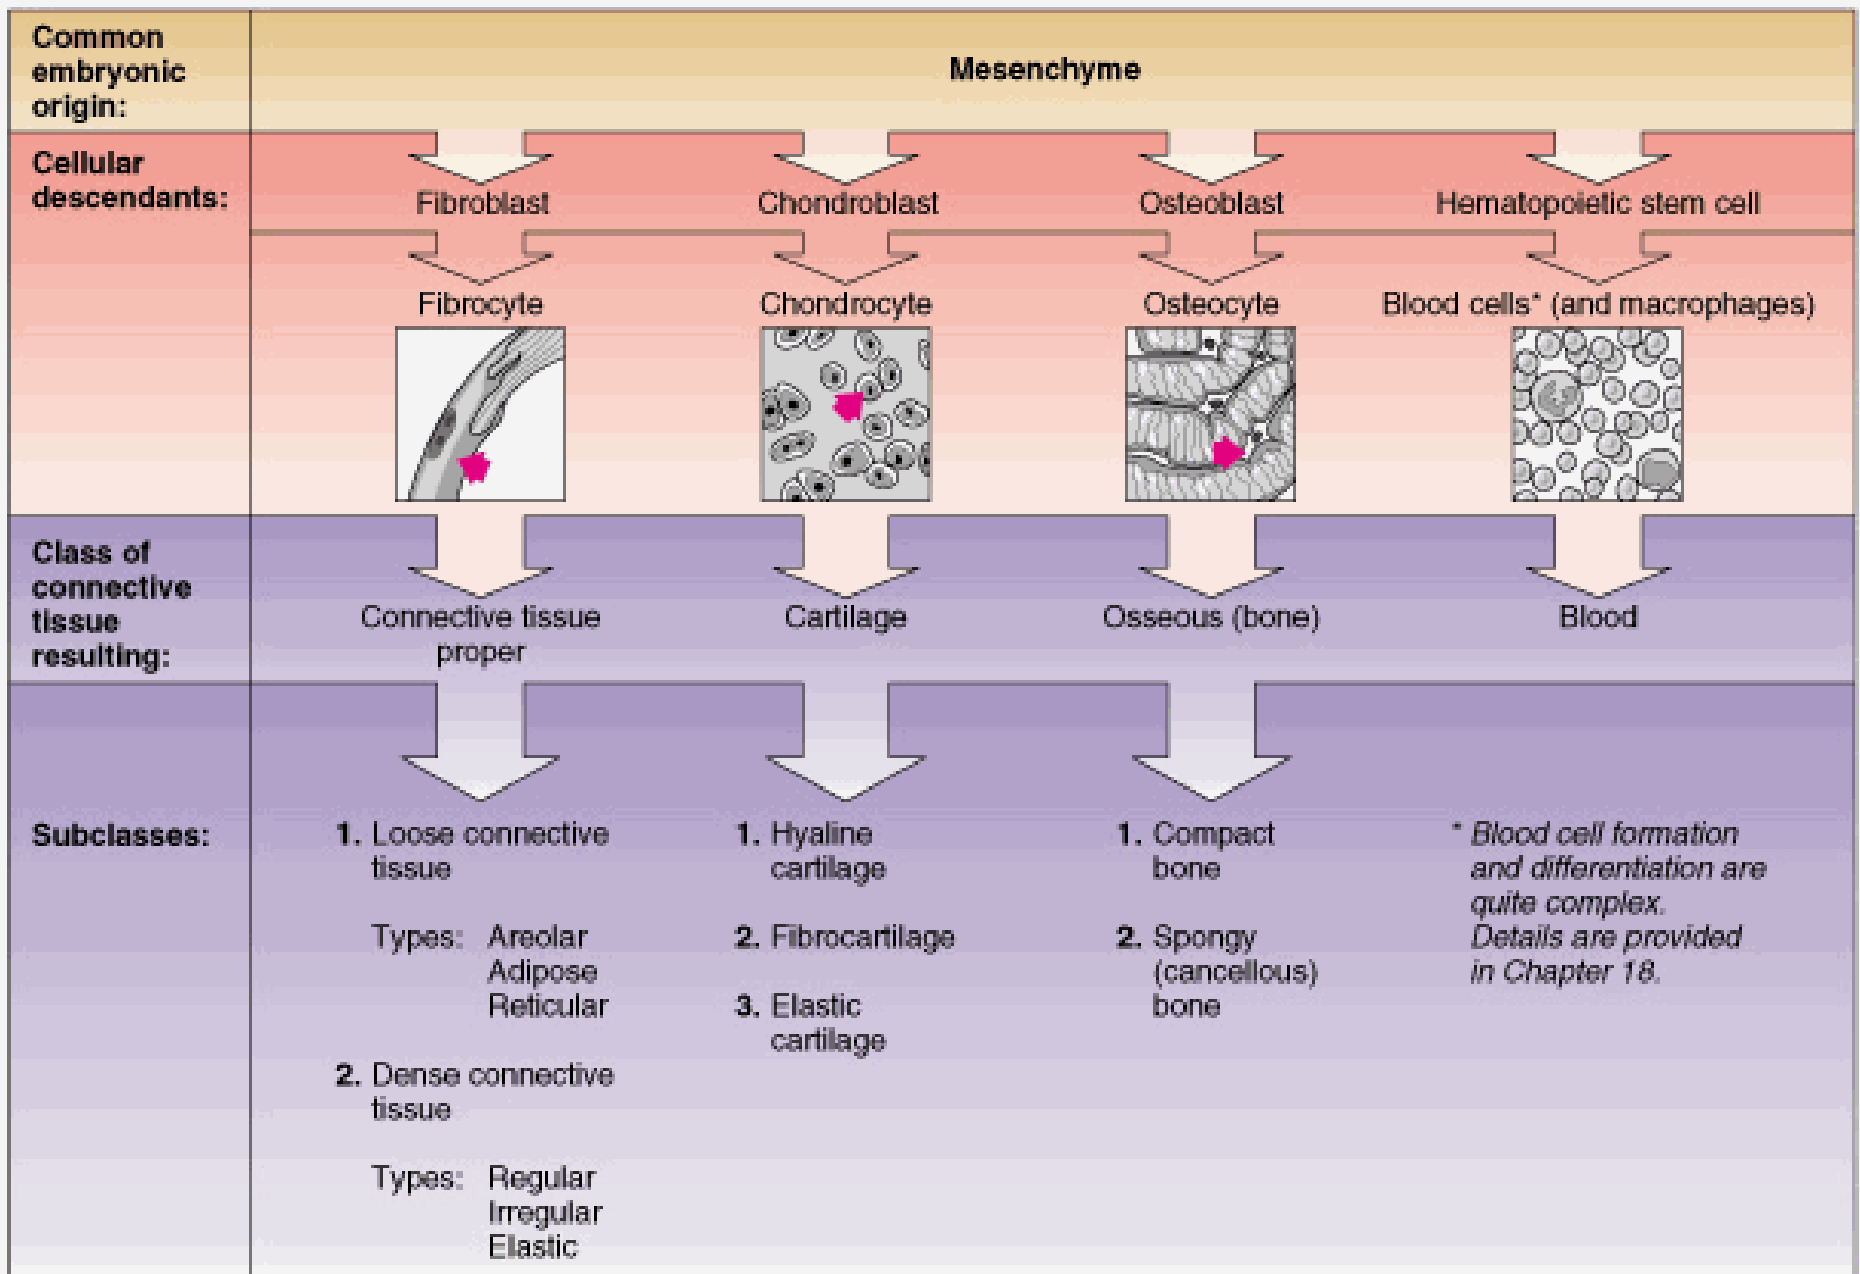 Common
embryonic
origin:
Mesenchyme
Cellular
descendants:
Fibroblast
Chondroblast
Osteoblast
Hematopoietic stem cell
Fibrocyte
Chondrocyte
Osteocyte
Blood cells* (and macrophages)
Class of
connective
tissue
resulting:
Connective tissue
proper
Cartilage
Osseous (bone)
Blood
Subclasses:
1. Loose connective
tissue
Types: Areolar
Adipose
Reticular
2. Dense connective
tissue
Types: Regular
Irregular
Elastic
1. Hyaline
cartilage
2. Fibrocartilage
3. Elastic
cartilage
1. Compact
bone
2. Spongy
(cancellous)
bone
* Blood cell formation
and differentiation are
quite complex.
Details are provided
in Chapter 18.